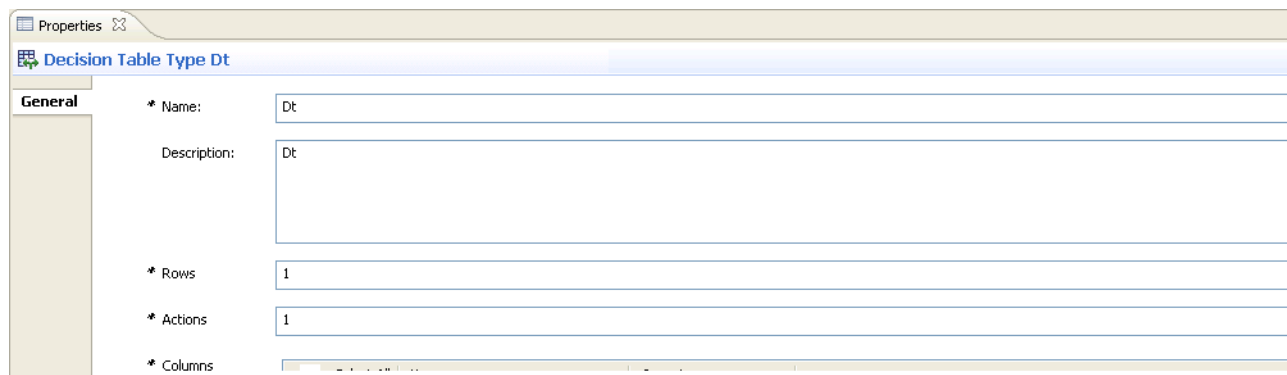 Properties
Decision Table Type Dt
General
* Name:
Dt
Description:
Dt
* Rows
1
* Actions
1
* Columns